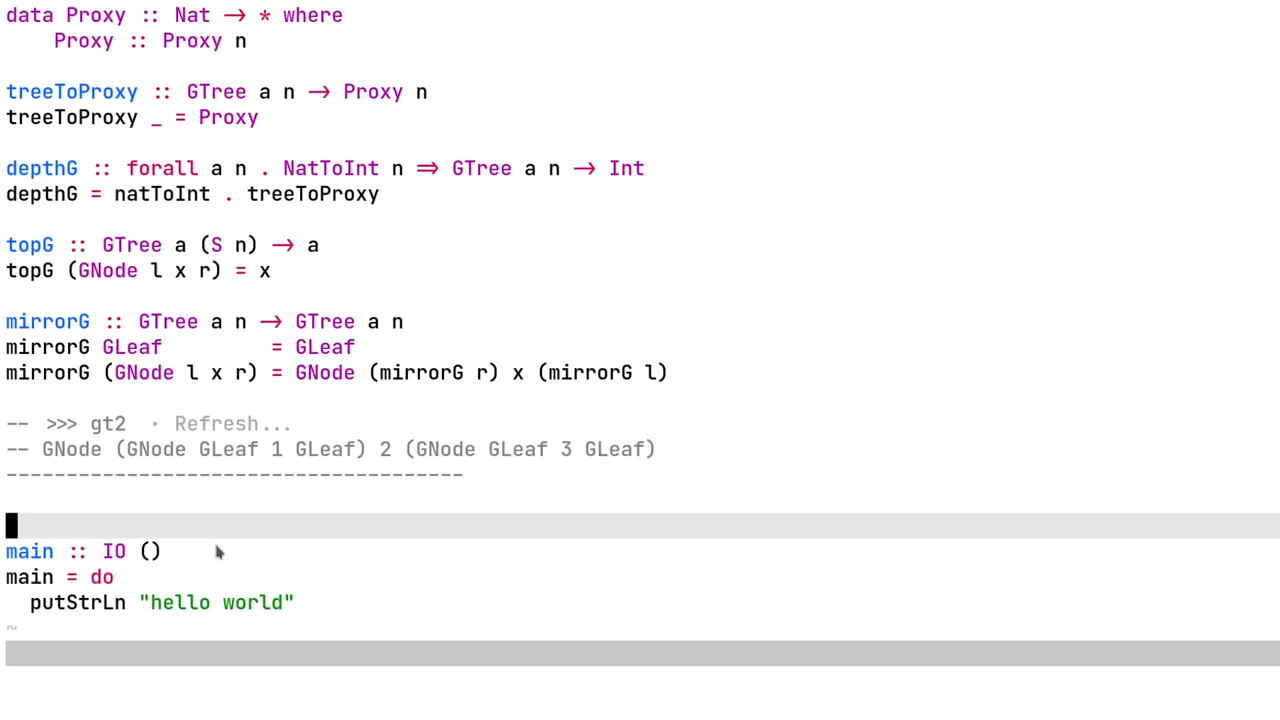 data Proxy :: Nat → * where
    Proxy :: Proxy n

treeToProxy :: GTree a n → Proxy n
treeToProxy _ = Proxy

depthG :: forall a n . NatToInt n ⇒ GTree a n → Int
depthG = natToInt . treeToProxy

topG :: GTree a (S n) → a
topG (GNode l x r) = x

mirrorG :: GTree a n → GTree a n
mirrorG GLeaf         = GLeaf
mirrorG (GNode l x r) = GNode (mirrorG r) x (mirrorG l)

-- >>> gt2  ‣ Refresh...
-- GNode (GNode GLeaf 1 GLeaf) 2 (GNode GLeaf 3 GLeaf)
--------------------------------------

main :: IO ()
main = do
  putStrLn "hello world"
~